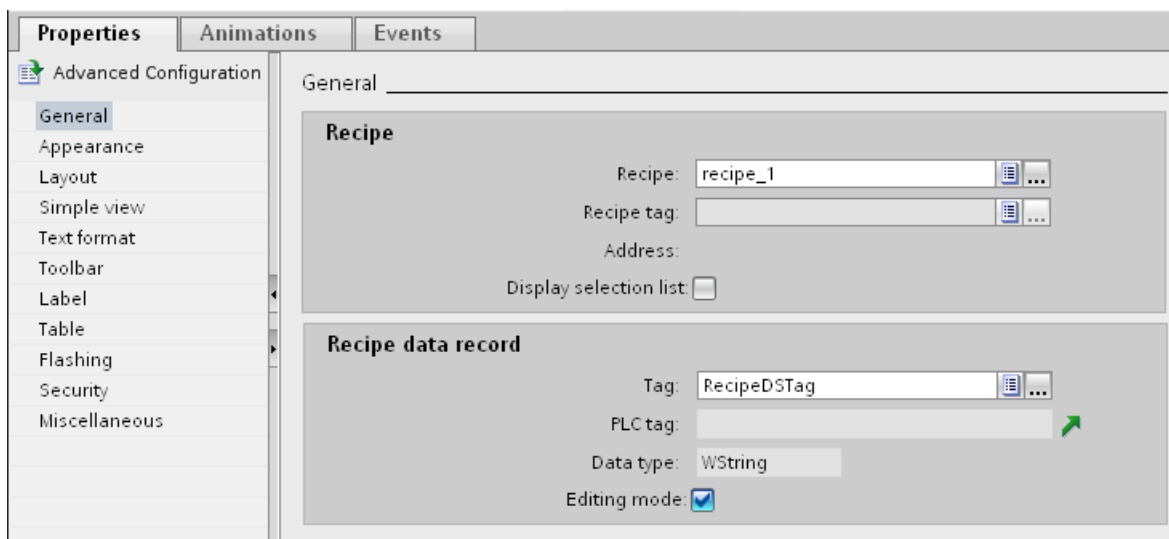 Properties Animations Events
Advanced Configuration
General
Appearance
Layout
Simple view
Text format
Toolbar
Label
Table
Flashing
Security
Miscellaneous
General
Recipe
Recipe: recipe_1 ...
Recipe tag: ...
Address:
Display selection list:
Recipe data record
Tag: RecipeDSTag ...
PLC tag:
Data type: WString
Editing mode: